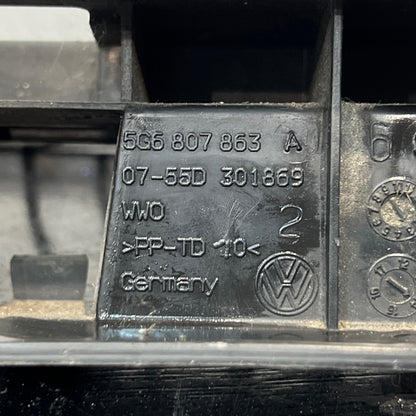 5G6 807 863 A
07-55D 301869
WWO 2
>PP-TD 10<
Germany